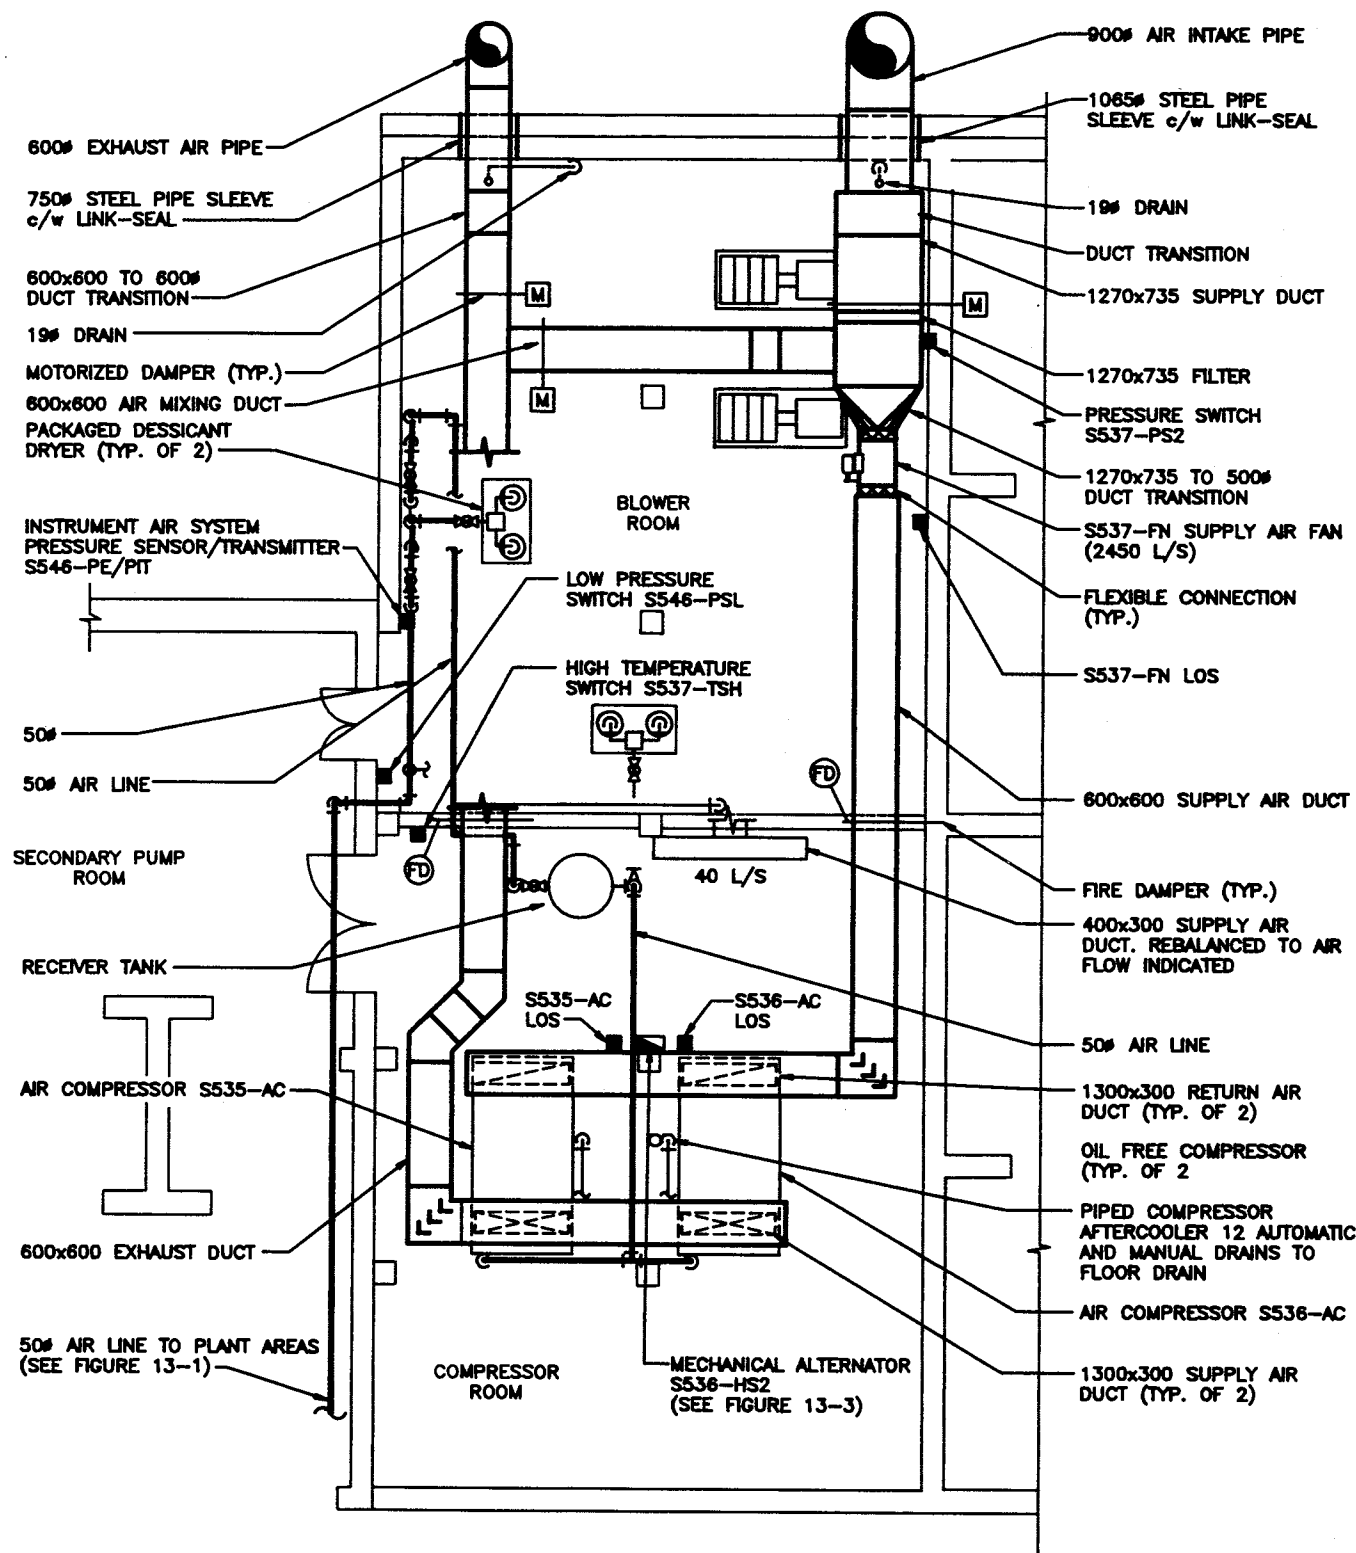 600ø EXHAUST AIR PIPE
750ø STEEL PIPE SLEEVE
c/w LINK-SEAL
600x600 TO 600ø
DUCT TRANSITION
19ø DRAIN
MOTORIZED DAMPER (TYP.)
600x600 AIR MIXING DUCT
PACKAGED DESSICANT
DRYER (TYP. OF 2)
INSTRUMENT AIR SYSTEM
PRESSURE SENSOR/TRANSMITTER
S546-PE/PIT
50ø
50ø AIR LINE
SECONDARY PUMP
ROOM
RECEIVER TANK
AIR COMPRESSOR S535-AC
600x600 EXHAUST DUCT
50ø AIR LINE TO PLANT AREAS
(SEE FIGURE 13-1)
M
M
M
BLOWER
ROOM
LOW PRESSURE
SWITCH S546-PSL
HIGH TEMPERATURE
SWITCH S537-TSH
FD
FD
40 L/S
S535-AC
LOS
S536-AC
LOS
COMPRESSOR
ROOM
MECHANICAL ALTERNATOR
S536-HS2
(SEE FIGURE 13-3)
900ø AIR INTAKE PIPE
1065ø STEEL PIPE
SLEEVE c/w LINK-SEAL
19ø DRAIN
DUCT TRANSITION
1270x735 SUPPLY DUCT
1270x735 FILTER
PRESSURE SWITCH
S537-PS2
1270x735 TO 500ø
DUCT TRANSITION
S537-FN SUPPLY AIR FAN
(2450 L/S)
FLEXIBLE CONNECTION
(TYP.)
S537-FN LOS
600x600 SUPPLY AIR DUCT
FIRE DAMPER (TYP.)
400x300 SUPPLY AIR
DUCT. REBALANCED TO AIR
FLOW INDICATED
50ø AIR LINE
1300x300 RETURN AIR
DUCT (TYP. OF 2)
OIL FREE COMPRESSOR
(TYP. OF 2
PIPED COMPRESSOR
AFTERCOOLER 12 AUTOMATIC
AND MANUAL DRAINS TO
FLOOR DRAIN
AIR COMPRESSOR S536-AC
1300x300 SUPPLY AIR
DUCT (TYP. OF 2)